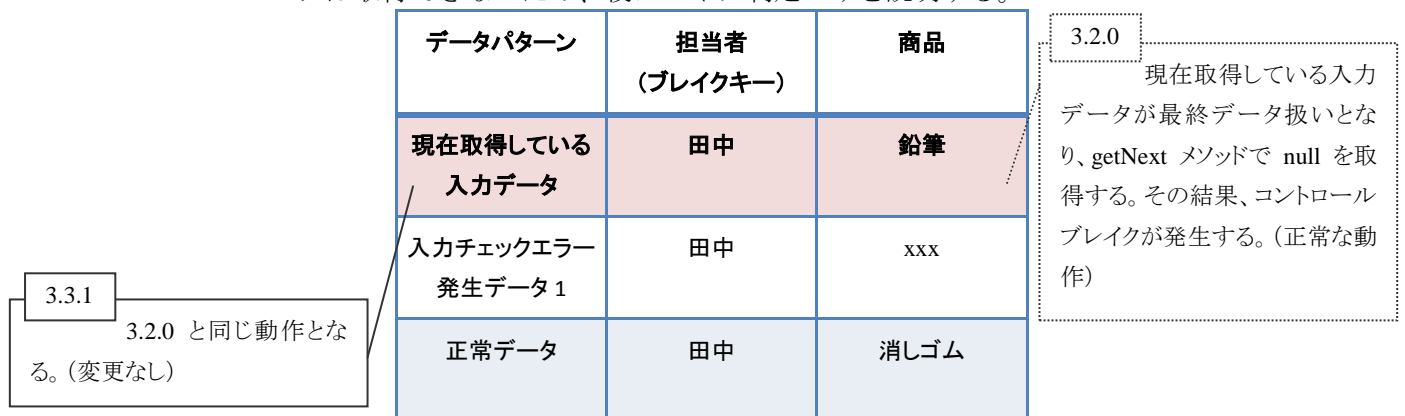 データパターン
担当者
（ブレイクキー）
商品
現在取得している
入力データ
田中
鉛筆
入力チェックエラー
発生データ 1
田中
xxx
正常データ
田中
消しゴム
3.2.0
現在取得している入力
データが最終データ扱いとな
り、getNext メソッドで null を取
得する。その結果、コントロール
ブレイクが発生する。（正常な動
作）
3.3.1
3.2.0 と同じ動作とな
る。（変更なし）